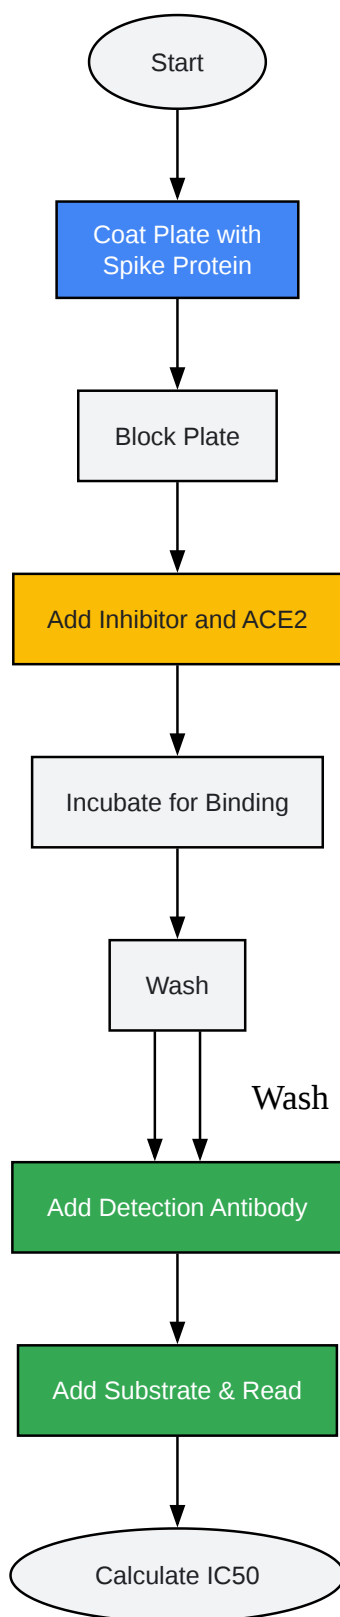 Start
Coat Plate with
Spike Protein
Block Plate
Add Inhibitor and ACE2
Incubate for Binding
Wash
Wash
Add Detection Antibody
Add Substrate & Read
Calculate IC50